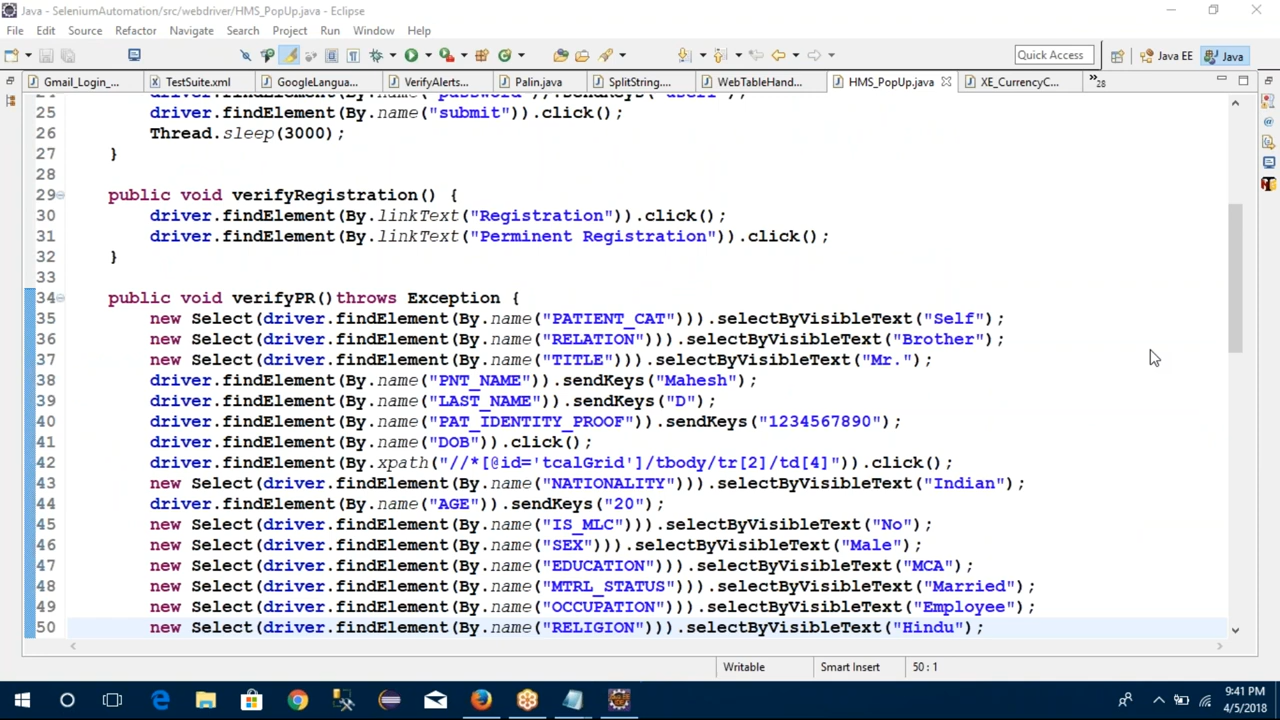 Java - SeleniumAutomation/src/webdriver/HMS_PopUp.java - Eclipse
File Edit Source Refactor Navigate Search Project Run Window Help
Quick Access Java EE Java
Gmail_Login_... TestSuite.xml GoogleLangua... VerifyAlerts... Palin.java SplitString.... WebTableHand... HMS_PopUp.java XE_CurrencyC... »28
24 driver.findElement(By.name("password")).sendKeys("user1");
25 driver.findElement(By.name("submit")).click();
26 Thread.sleep(3000);
27 }
28
29 public void verifyRegistration() {
30 driver.findElement(By.linkText("Registration")).click();
31 driver.findElement(By.linkText("Perminent Registration")).click();
32 }
33
34 public void verifyPR()throws Exception {
35 new Select(driver.findElement(By.name("PATIENT_CAT"))).selectByVisibleText("Self");
36 new Select(driver.findElement(By.name("RELATION"))).selectByVisibleText("Brother");
37 new Select(driver.findElement(By.name("TITLE"))).selectByVisibleText("Mr.");
38 driver.findElement(By.name("PNT_NAME")).sendKeys("Mahesh");
39 driver.findElement(By.name("LAST_NAME")).sendKeys("D");
40 driver.findElement(By.name("PAT_IDENTITY_PROOF")).sendKeys("1234567890");
41 driver.findElement(By.name("DOB")).click();
42 driver.findElement(By.xpath("//*[@id='tcalGrid']/tbody/tr[2]/td[4]")).click();
43 new Select(driver.findElement(By.name("NATIONALITY"))).selectByVisibleText("Indian");
44 driver.findElement(By.name("AGE")).sendKeys("20");
45 new Select(driver.findElement(By.name("IS_MLC"))).selectByVisibleText("No");
46 new Select(driver.findElement(By.name("SEX"))).selectByVisibleText("Male");
47 new Select(driver.findElement(By.name("EDUCATION"))).selectByVisibleText("MCA");
48 new Select(driver.findElement(By.name("MTRL_STATUS"))).selectByVisibleText("Married");
49 new Select(driver.findElement(By.name("OCCUPATION"))).selectByVisibleText("Employee");
50 new Select(driver.findElement(By.name("RELIGION"))).selectByVisibleText("Hindu");
Writable Smart Insert 50 : 1
9:41 PM
4/5/2018